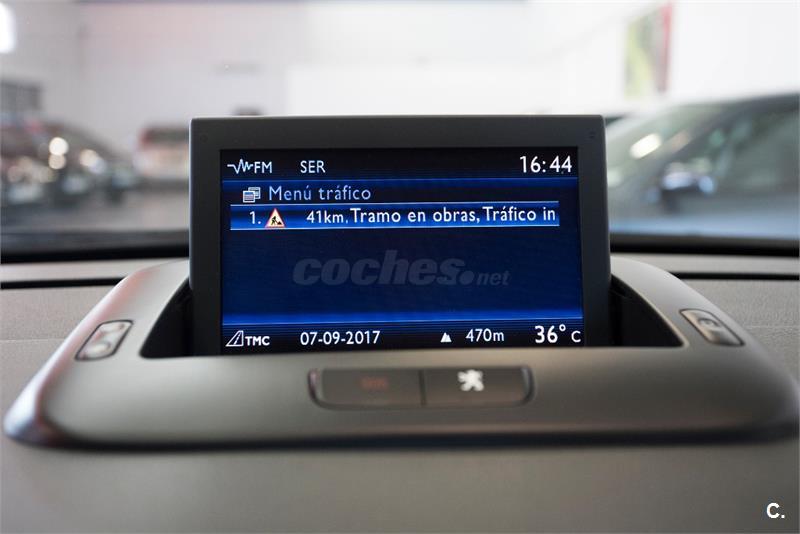 FM SER 16:44
Menú tráfico
1. 41km, Tramo en obras, Tráfico in
coches.net
TMC 07-09-2017 470m 36° C
SOS
C.